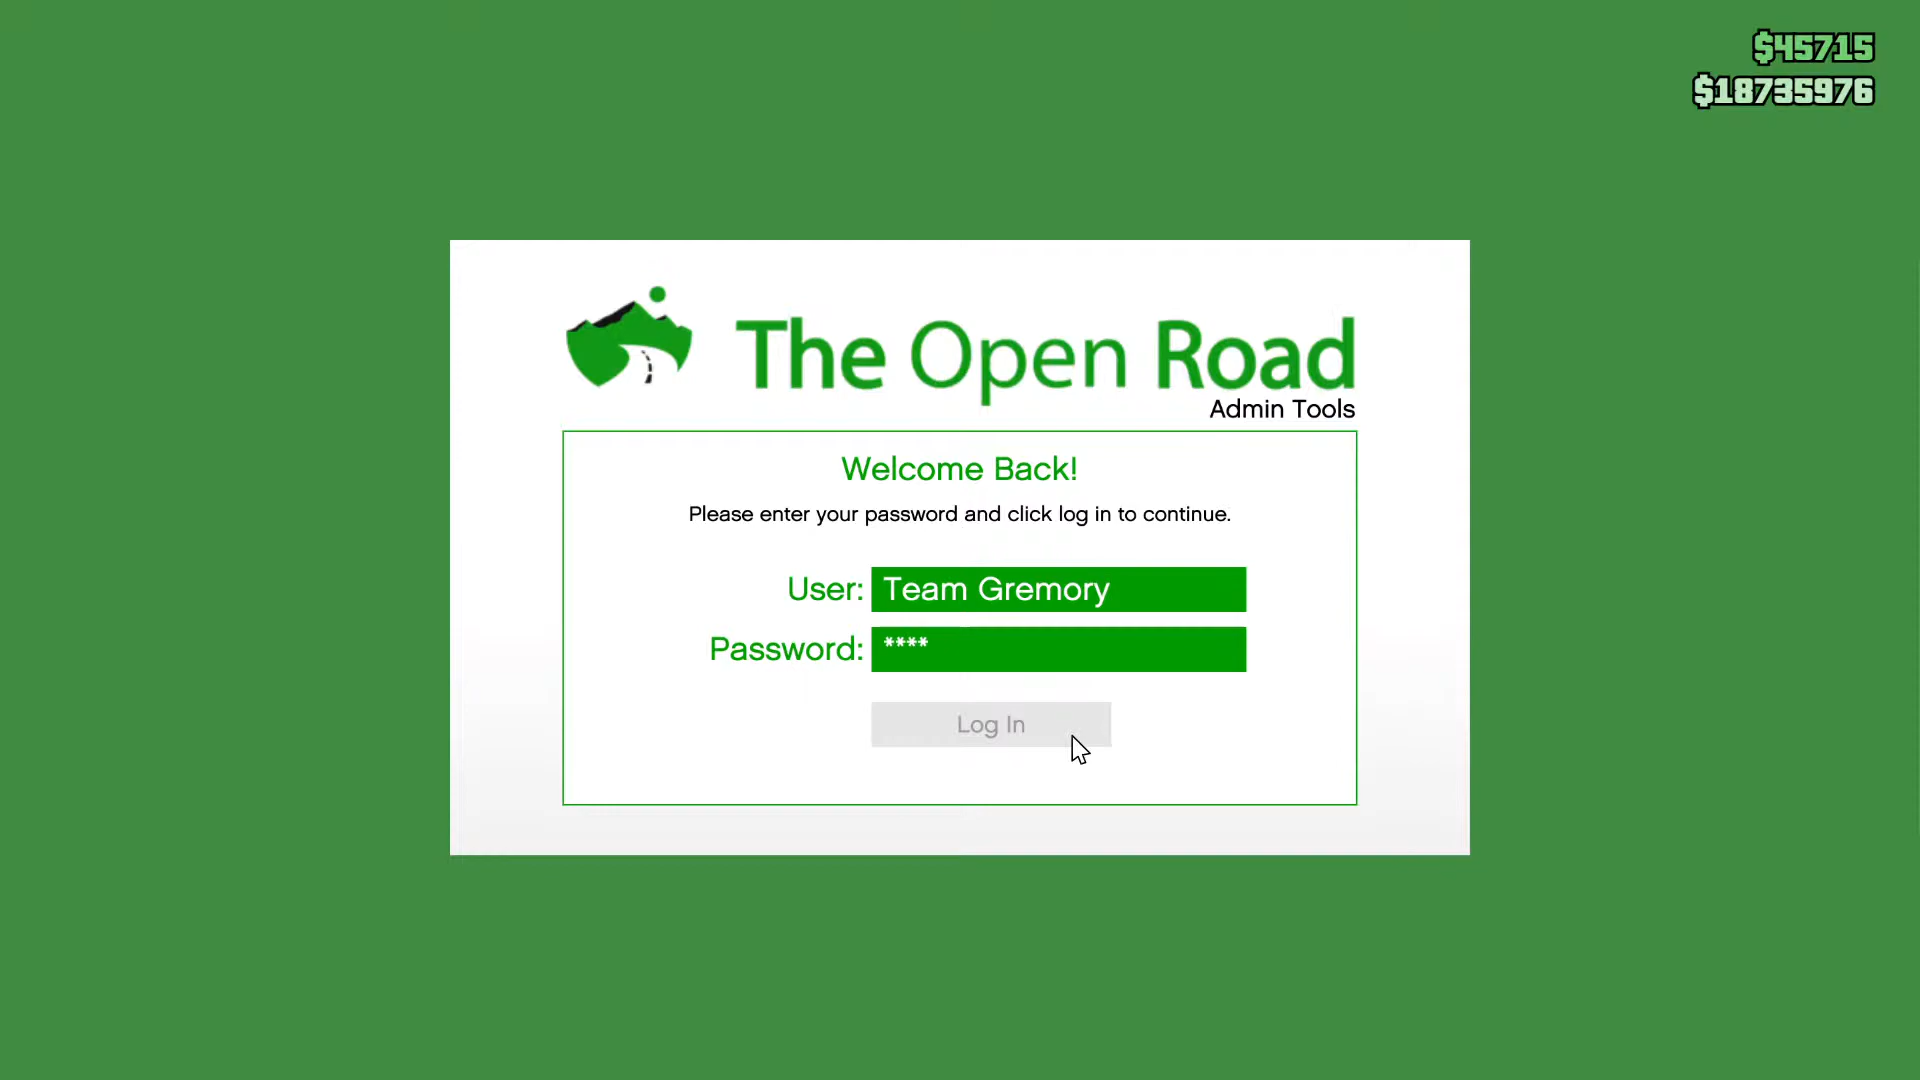 $45715
$18735976
The Open Road
Admin Tools
Welcome Back!
Please enter your password and click log in to continue.
User: Team Gremory
Password: ****
Log In